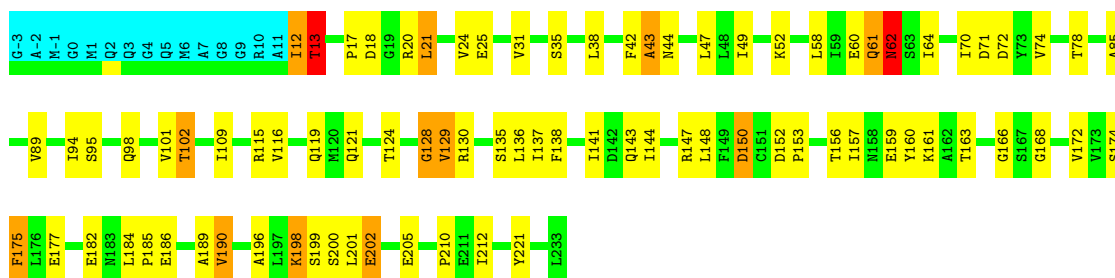 G-3 A-2 M-1 G0 M1 Q2 Q3 G4 Q5 M6 A7 G8 G9 R10 A11 I12 T13 P17 D18 G19 R20 L21 V24 E25 V31 S35 L38 F42 A43 N44 L47 L48 I49 K52 L58 I59 E60 Q61 N62 S63 I64 I70 D71 D72 Y73 V74 T78 A85
V89 I94 S95 Q98 V101 T102 I109 R115 V116 Q119 M120 Q121 T124 G128 V129 R130 S135 L136 I137 F138 I141 D142 Q143 I144 R147 L148 F149 D150 C151 D152 P153 T156 I157 N158 E159 Y160 K161 A162 T163 G166 S167 G168 V172 V173 S174
F175 L176 E177 E182 N183 L184 P185 E186 A189 V190 A196 L197 K198 S199 S200 L201 E202 E205 P210 E211 I212 Y221 L233